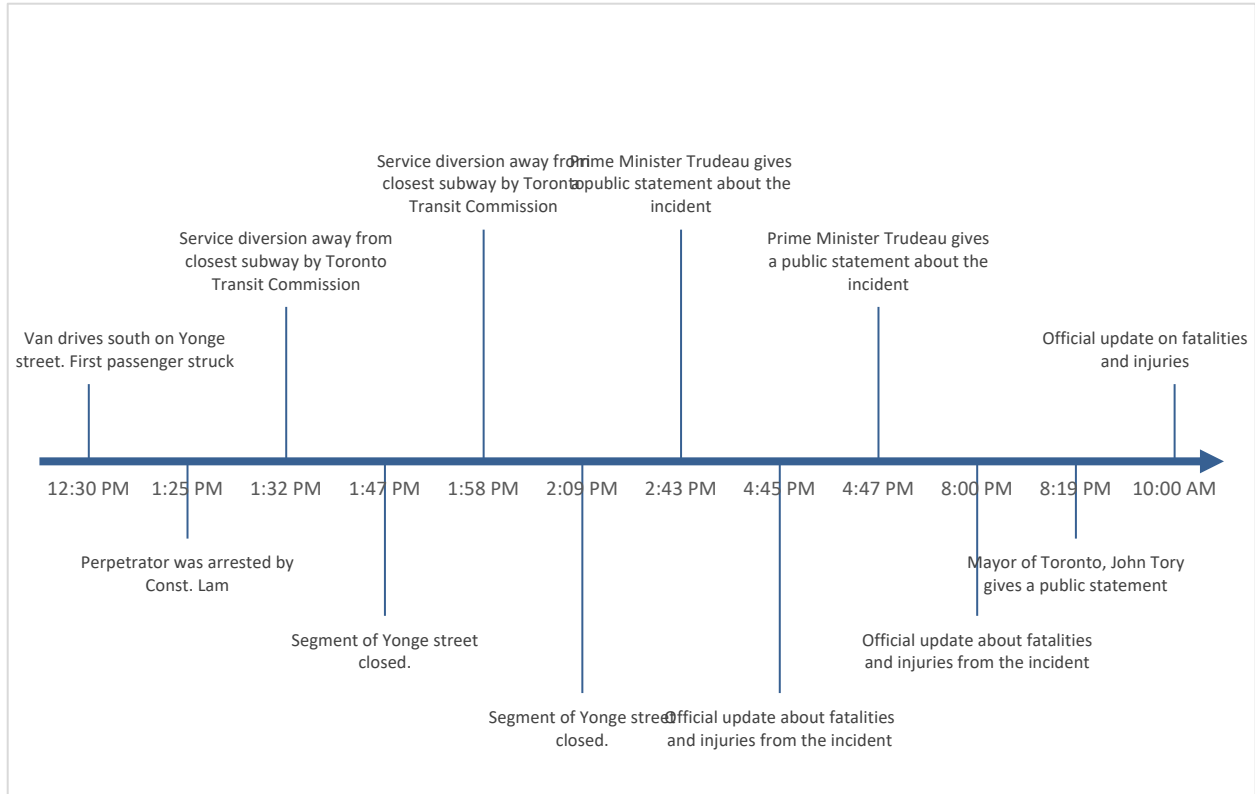 Service diversion away from
closest subway by Toronto
Transit Commission
Prime Minister Trudeau gives
a public statement about the
incident
Service diversion away from
closest subway by Toronto
Transit Commission
Prime Minister Trudeau gives
a public statement about the
incident
Van drives south on Yonge
street. First passenger struck
Official update on fatalities
and injuries
12:30 PM 1:25 PM 1:32 PM 1:47 PM 1:58 PM 2:09 PM 2:43 PM 4:45 PM 4:47 PM 8:00 PM 8:19 PM 10:00 AM
Perpetrator was arrested by
Const. Lam
Mayor of Toronto, John Tory
gives a public statement
Segment of Yonge street
closed.
Official update about fatalities
and injuries from the incident
Segment of Yonge street
closed.
Official update about fatalities
and injuries from the incident